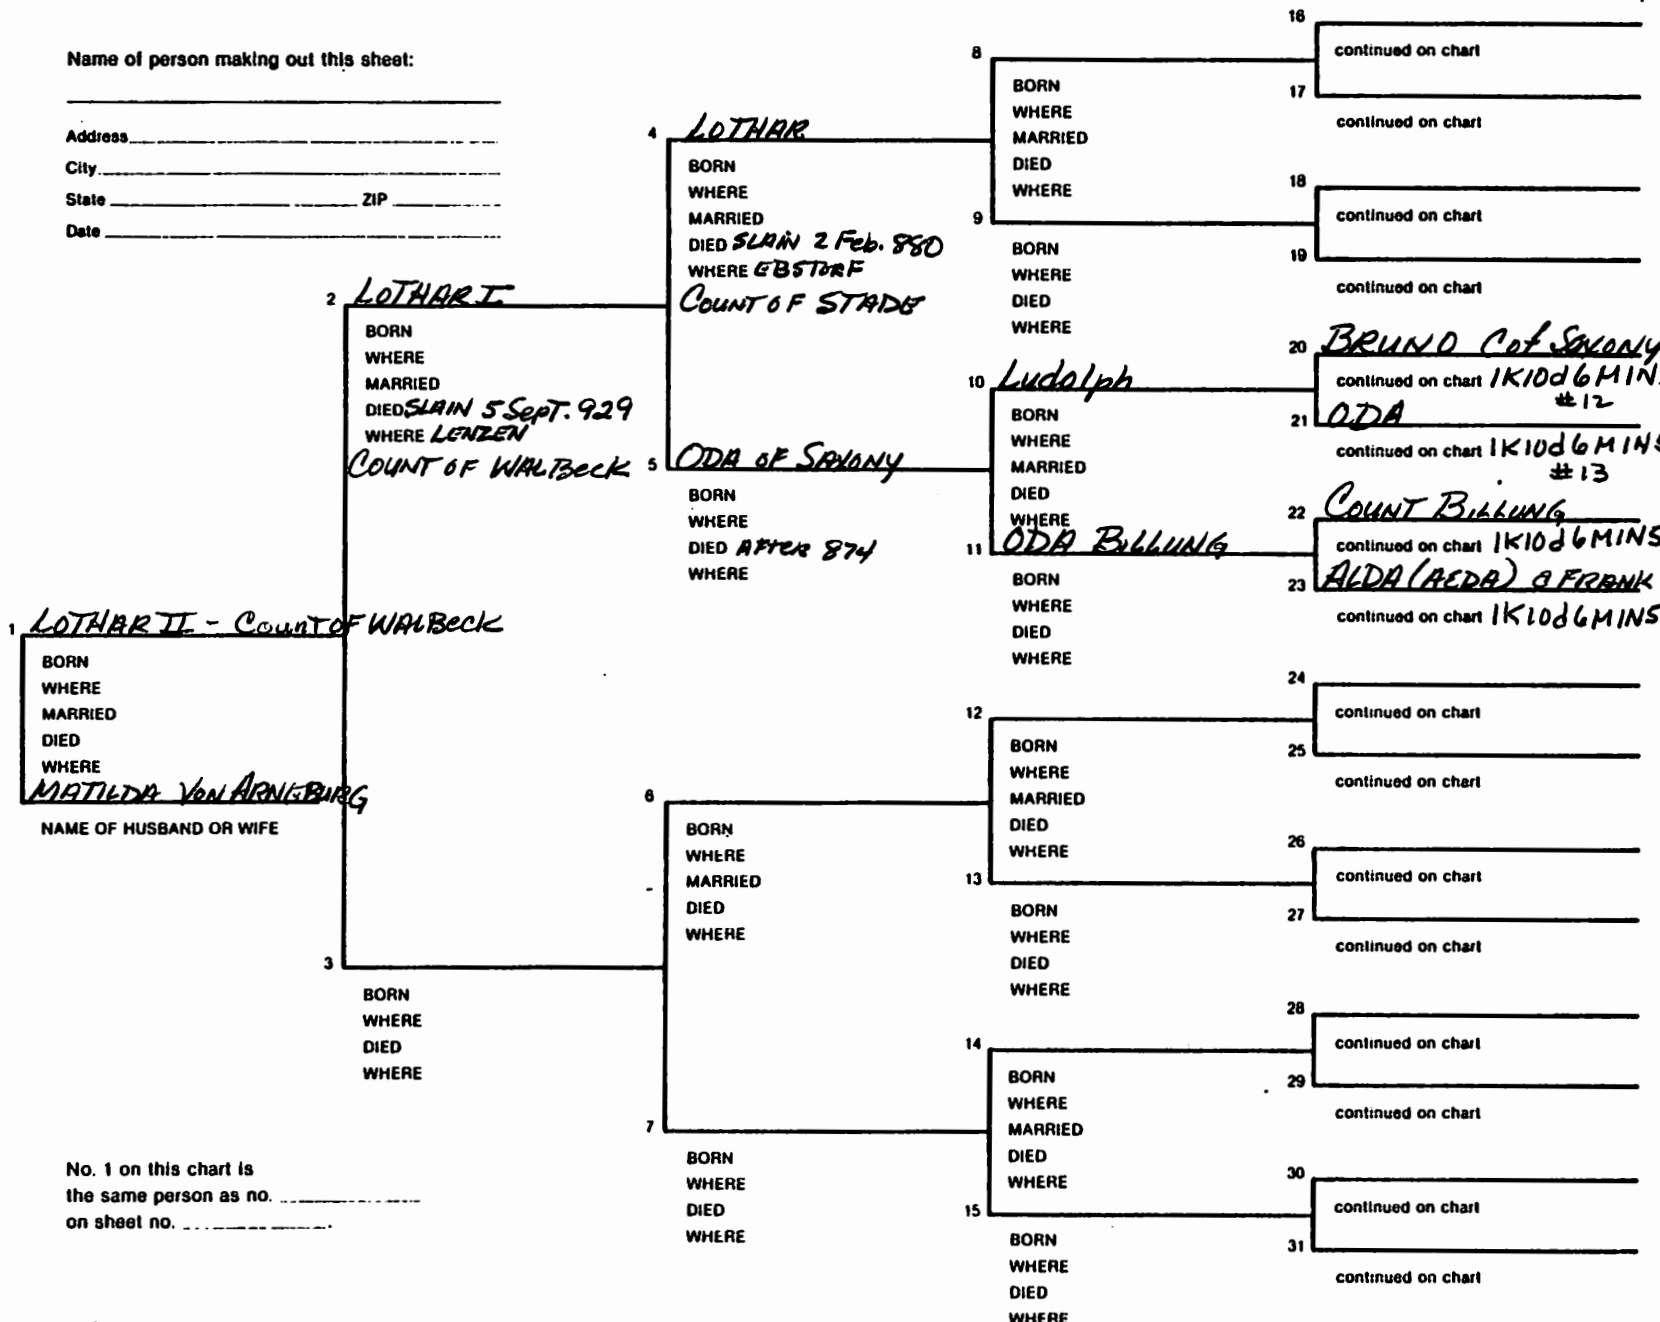 Name of person making out this sheet:
Address
City
State ZIP
Date
1 LOTHAR II - COUNT OF WALBECK
BORN
WHERE
MARRIED
DIED
WHERE
MATILDA VON ARNEBURG
NAME OF HUSBAND OR WIFE
2 LOTHAR I
BORN
WHERE
MARRIED
DIED SLAIN 5 SEPT. 929
WHERE LENZEN
COUNT OF WALBECK
3
BORN
WHERE
DIED
WHERE
4 LOTHAR
BORN
WHERE
MARRIED
DIED SLAIN 2 Feb. 880
WHERE EBSTORF
COUNT OF STADE
5 ODA OF SAXONY
BORN
WHERE
DIED AFTER 874
WHERE
6
BORN
WHERE
MARRIED
DIED
WHERE
7
BORN
WHERE
DIED
WHERE
8
BORN
WHERE
MARRIED
DIED
WHERE
9
BORN
WHERE
DIED
WHERE
10 Ludolph
BORN
WHERE
MARRIED
DIED
WHERE
11 ODA BILLUNG
BORN
WHERE
DIED
WHERE
12
BORN
WHERE
MARRIED
DIED
WHERE
13
BORN
WHERE
DIED
WHERE
14
BORN
WHERE
MARRIED
DIED
WHERE
15
BORN
WHERE
DIED
WHERE
16
continued on chart
17
continued on chart
18
continued on chart
19
continued on chart
20 BRUNO C of SAXONY
continued on chart 1K10d6MINS
#12
21 ODA
continued on chart 1K10d6MINS
#13
22 COUNT BILLUNG
continued on chart 1K10d6MINS
23 ALDA (AEDA) a FRANK
continued on chart 1K10d6MINS
24
continued on chart
25
continued on chart
26
continued on chart
27
continued on chart
28
continued on chart
29
continued on chart
30
continued on chart
31
continued on chart
No. 1 on this chart is
the same person as no.
on sheet no.